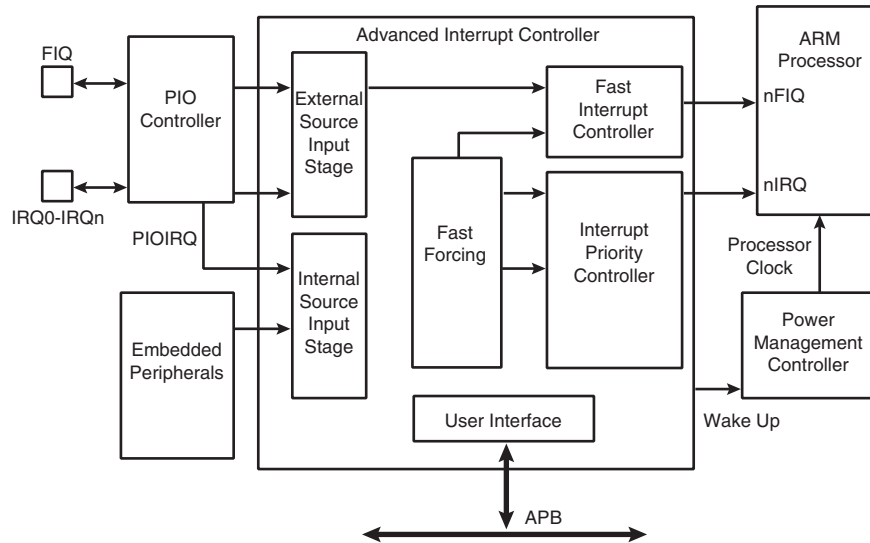 Advanced Interrupt Controller
FIQ
PIO
Controller
IRQ0-IRQn
PIOIRQ
Embedded
Peripherals
External
Source
Input
Stage
Internal
Source
Input
Stage
Fast
Forcing
Fast
Interrupt
Controller
Interrupt
Priority
Controller
User Interface
APB
ARM
Processor
nFIQ
nIRQ
Processor
Clock
Power
Management
Controller
Wake Up